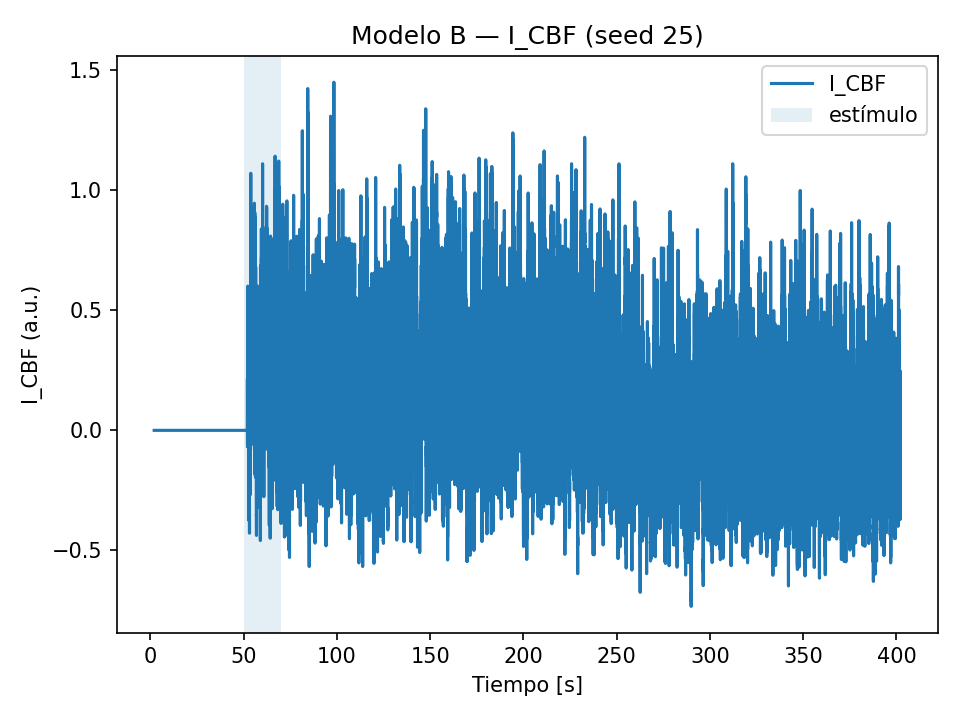 Modelo B — I_CBF (seed 25)
I_CBF
estímulo
1.5
1.0
0.5
0.0
−0.5
I_CBF (a.u.)
0 50 100 150 200 250 300 350 400
Tiempo [s]